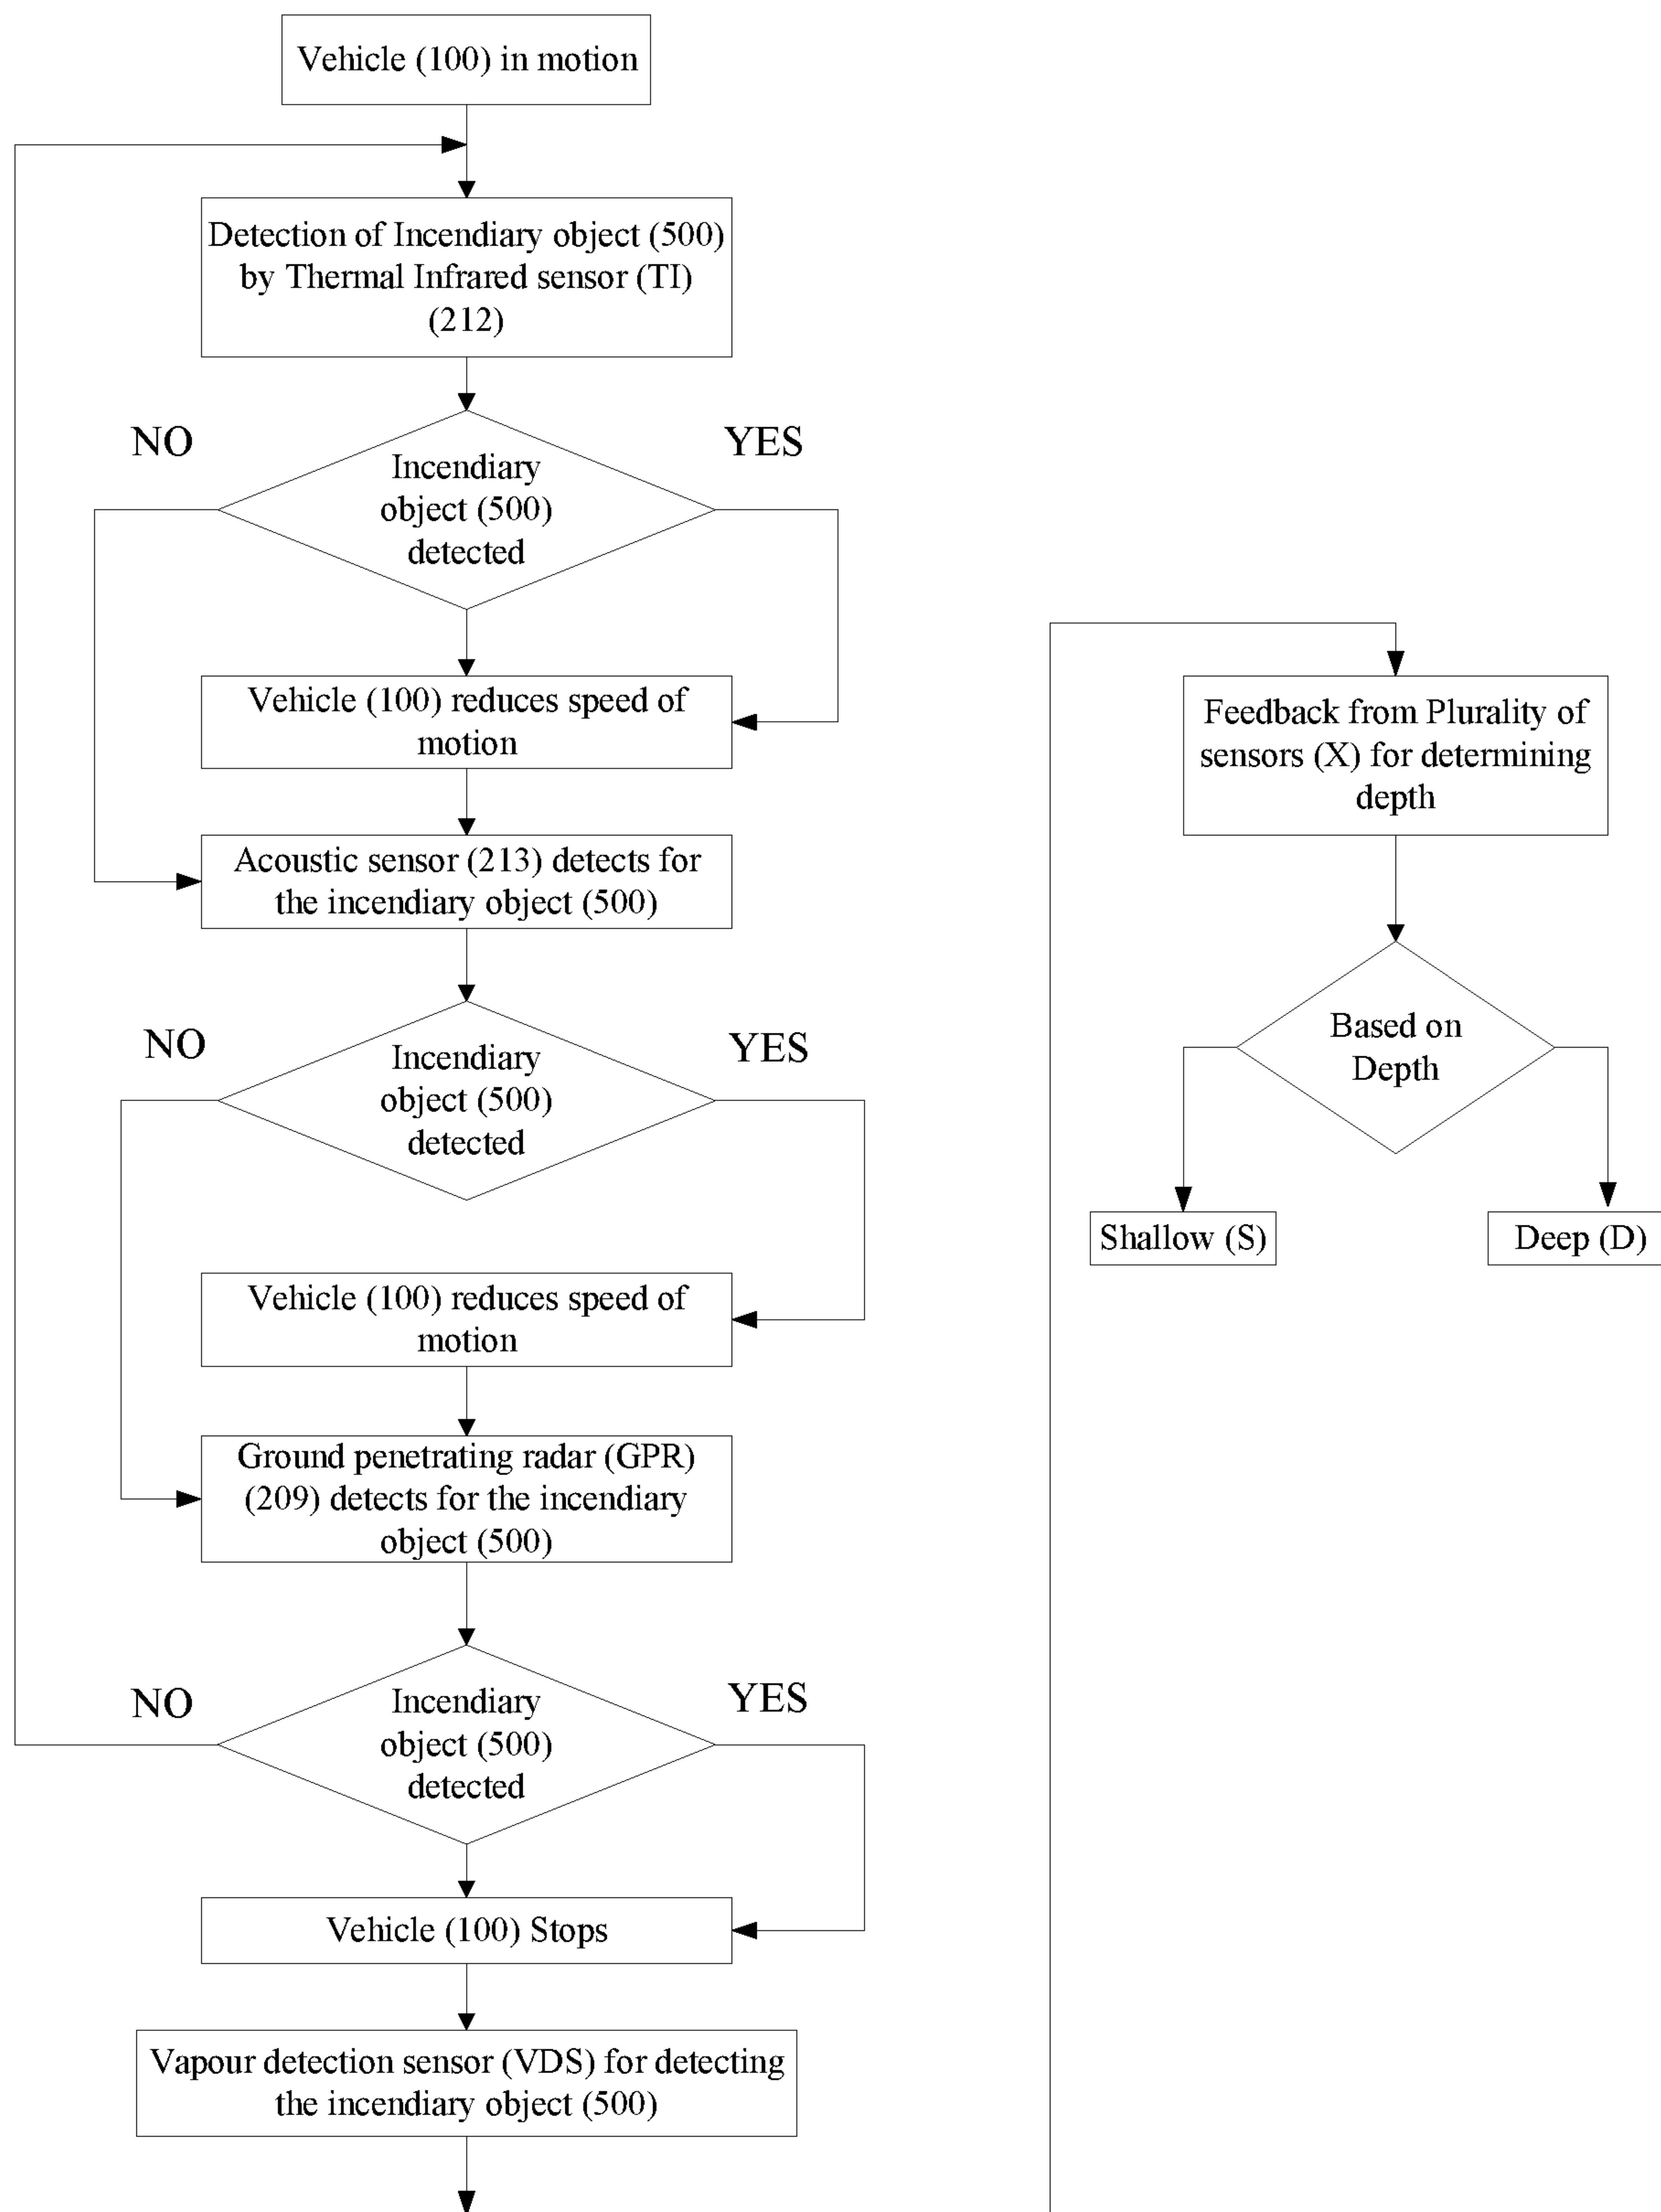 Vehicle (100) in motion
Detection of Incendiary object (500)
by Thermal Infrared sensor (TI)
(212)
NO
YES
Incendiary
object (500)
detected
Vehicle (100) reduces speed of
motion
Acoustic sensor (213) detects for
the incendiary object (500)
NO
YES
Incendiary
object (500)
detected
Vehicle (100) reduces speed of
motion
Ground penetrating radar (GPR)
(209) detects for the incendiary
object (500)
NO
YES
Incendiary
object (500)
detected
Vehicle (100) Stops
Vapour detection sensor (VDS) for detecting
the incendiary object (500)
Feedback from Plurality of
sensors (X) for determining
depth
Based on
Depth
Shallow (S)
Deep (D)